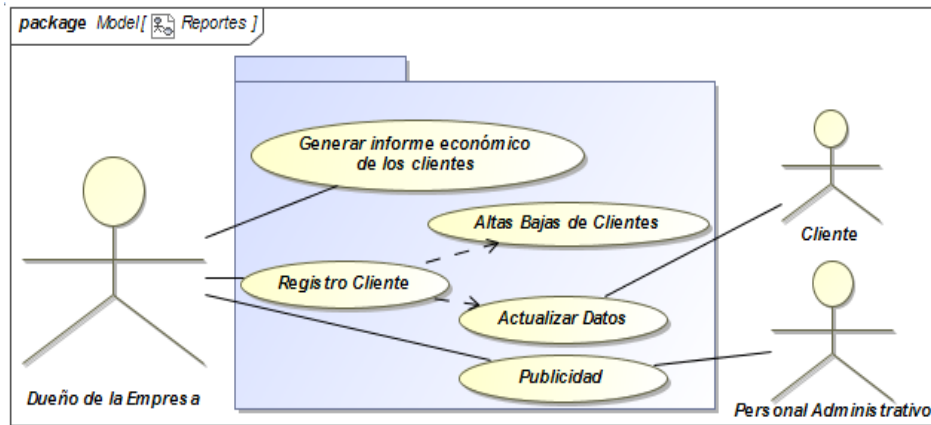 package Model[ Reportes ]
Generar informe económico
de los clientes
Altas Bajas de Clientes
Cliente
Registro Cliente
Actualizar Datos
Publicidad
Dueño de la Empresa
Personal Administrativo